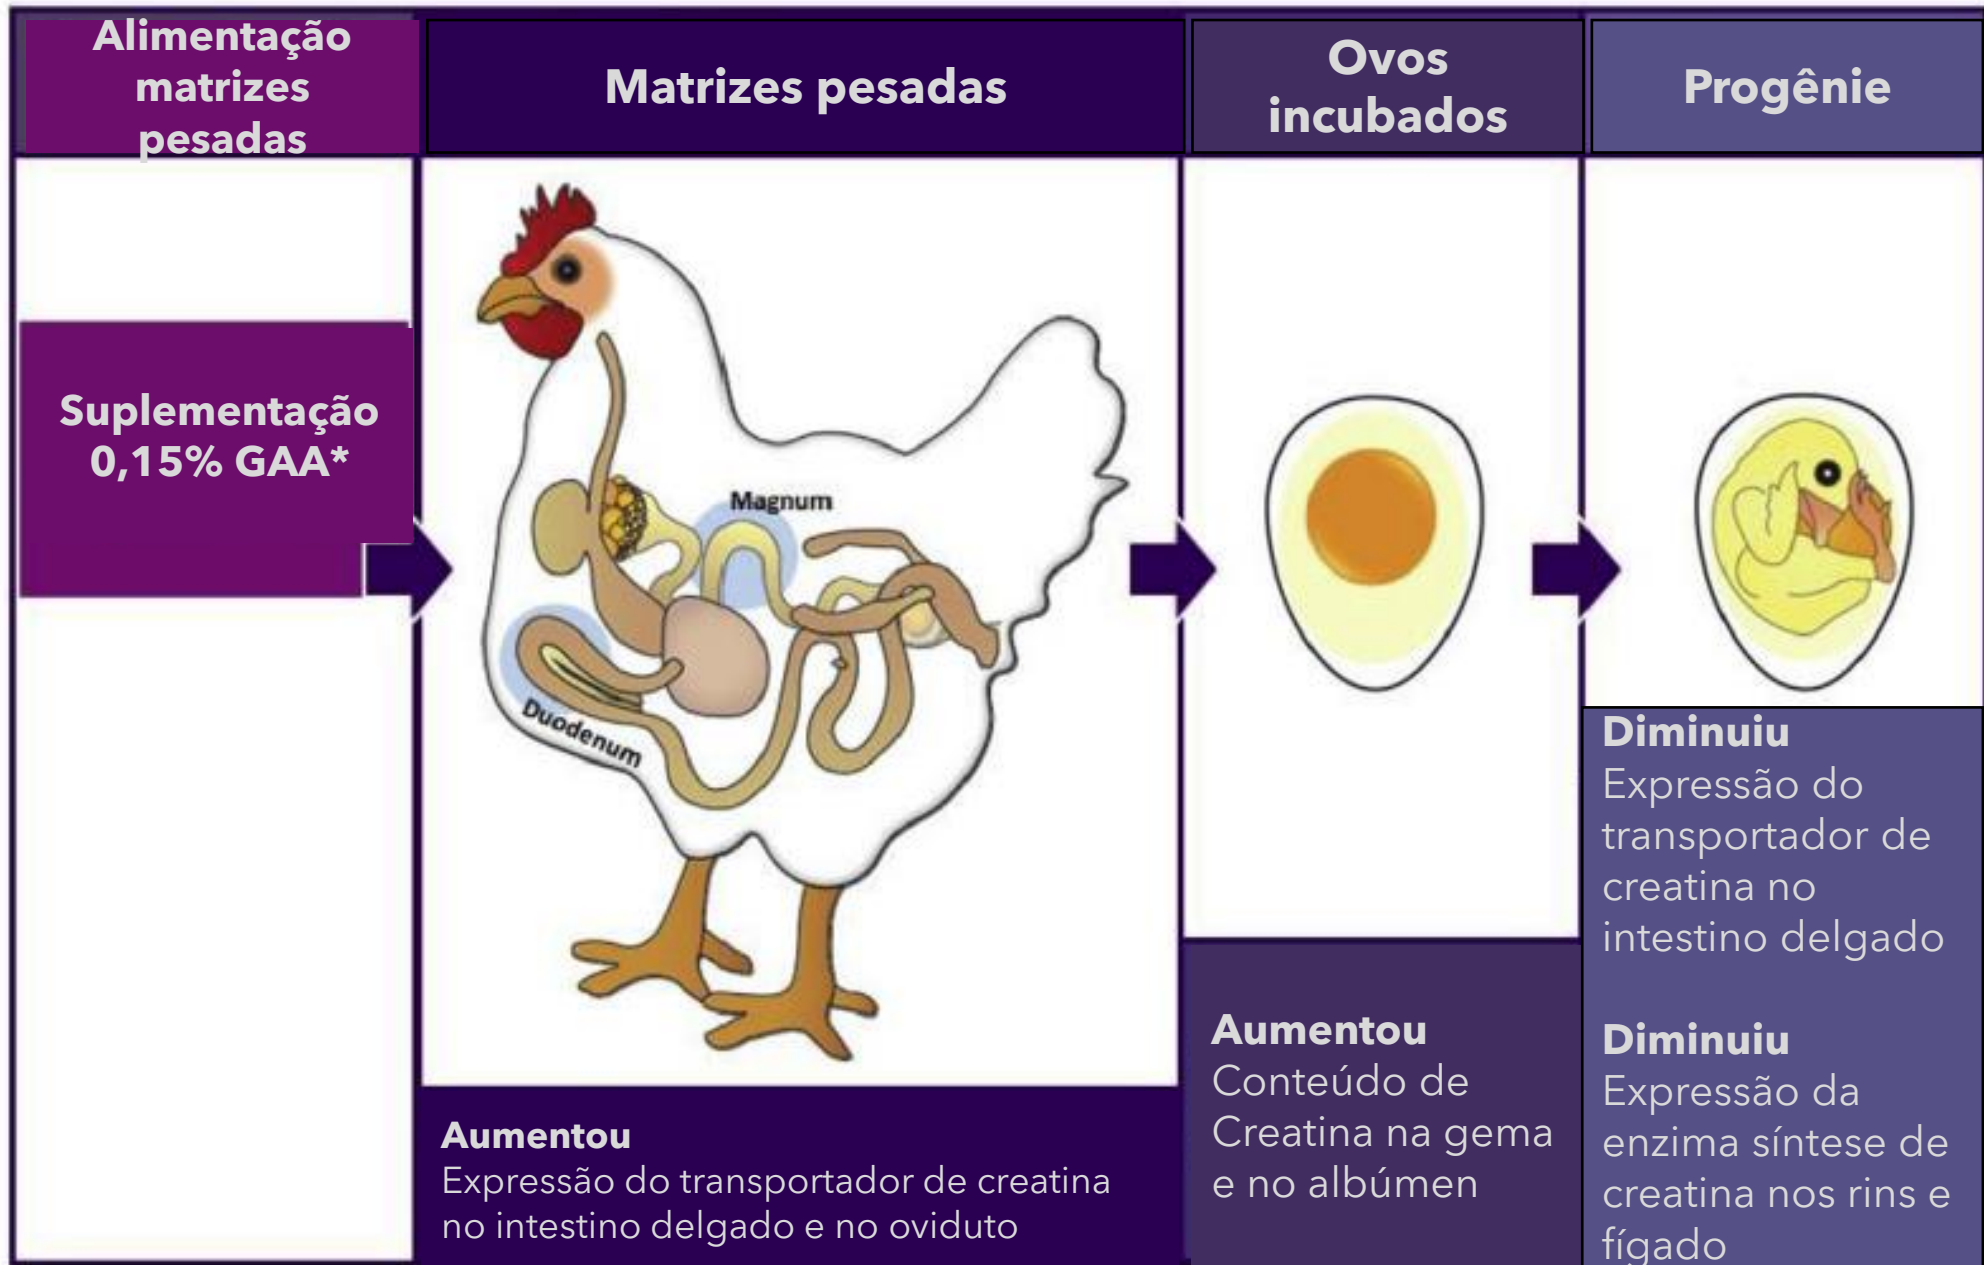 Alimentação
matrizes
pesadas
Matrizes pesadas
Ovos
incubados
Progênie
Suplementação
0,15% GAA*
Magnum
Duodenum
Aumentou
Expressão do transportador de creatina
no intestino delgado e no oviduto
Aumentou
Conteúdo de
Creatina na gema
e no albúmen
Diminuiu
Expressão do
transportador de
creatina no
intestino delgado
Diminuiu
Expressão da
enzima síntese de
creatina nos rins e
fígado